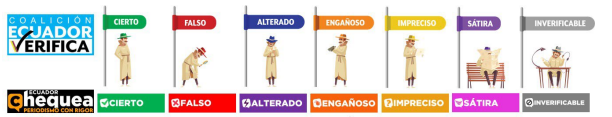 COALICIÓN
ECUADOR
VERIFICA
CIERTO
FALSO
ALTERADO
ENGAÑOSO
IMPRECISO
SÁTIRA
INVERIFICABLE
ECUADOR
Chequea
PERIODISMO CON RIGOR
CIERTO
FALSO
ALTERADO
ENGAÑOSO
IMPRECISO
SÁTIRA
INVERIFICABLE